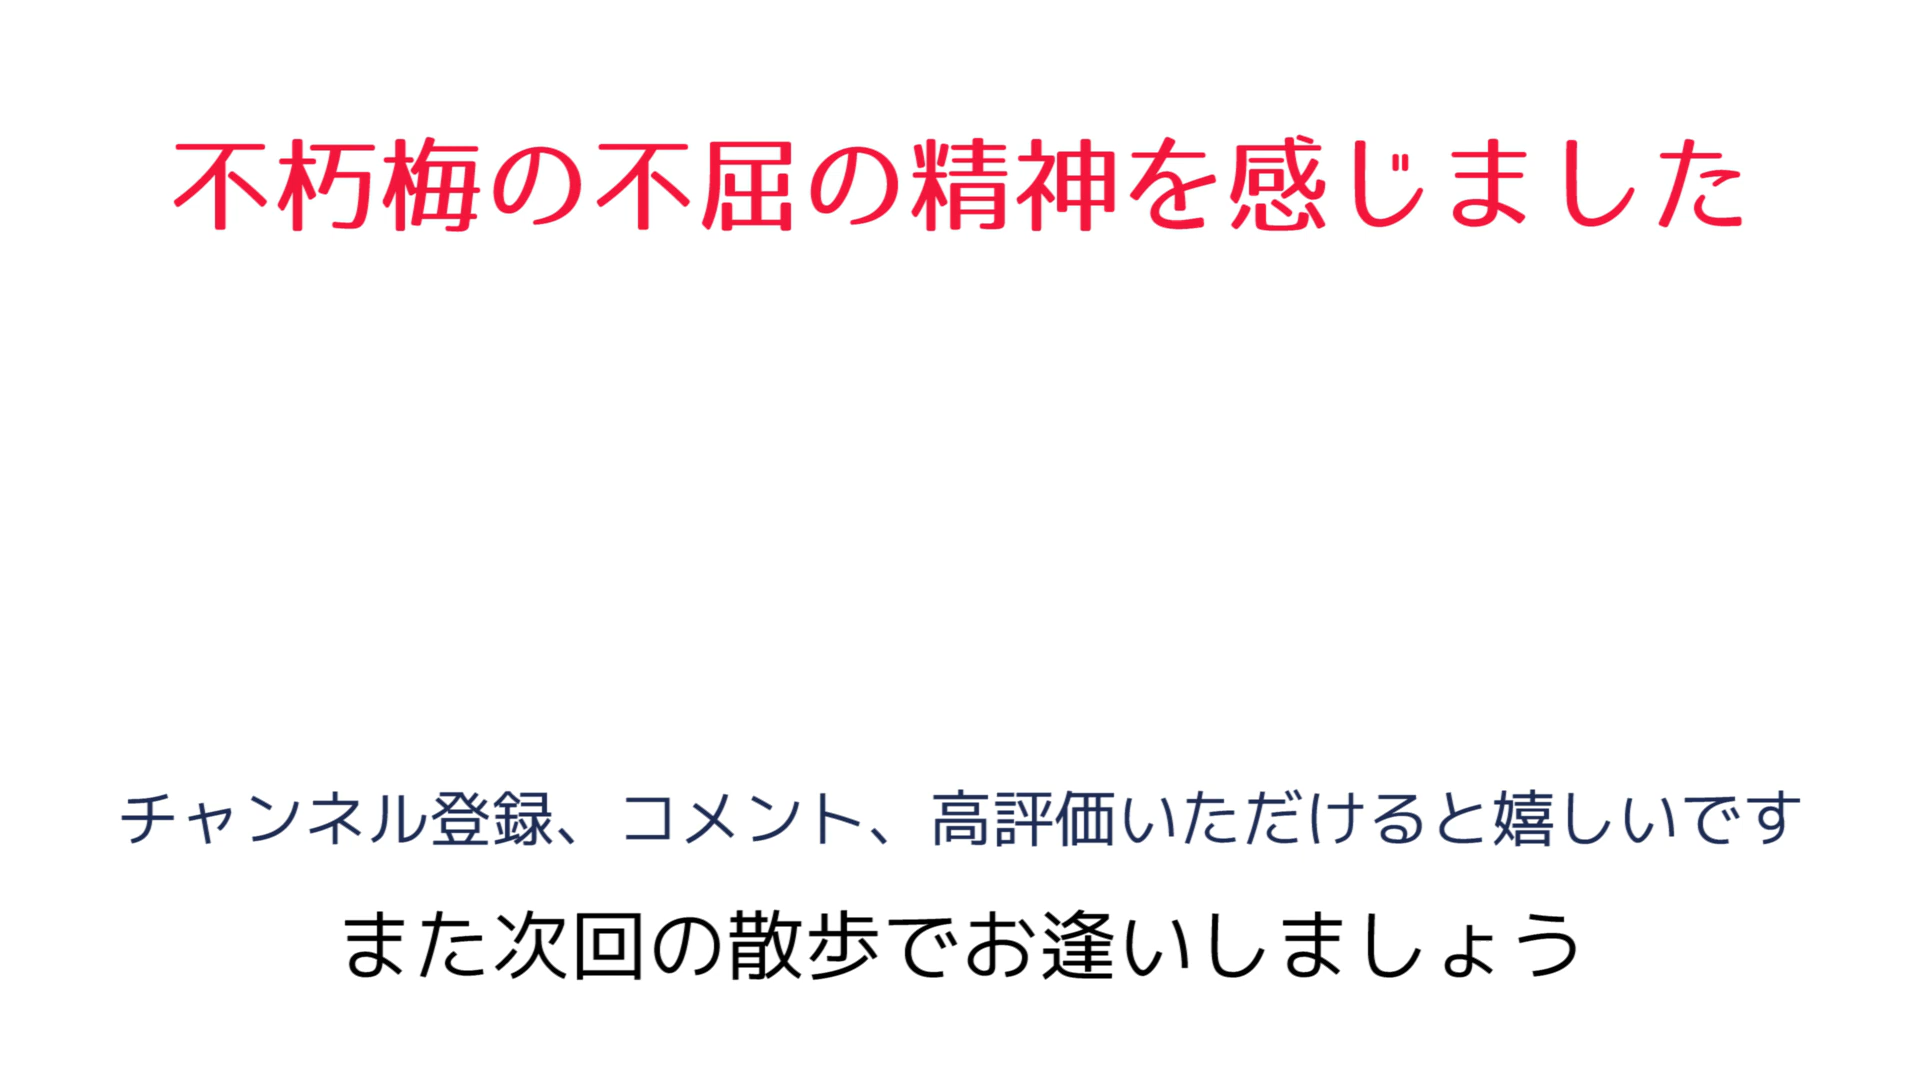 不朽梅の不屈の精神を感じました
チャンネル登録、コメント、高評価いただけると嬉しいです
また次回の散歩でお逢いしましょう